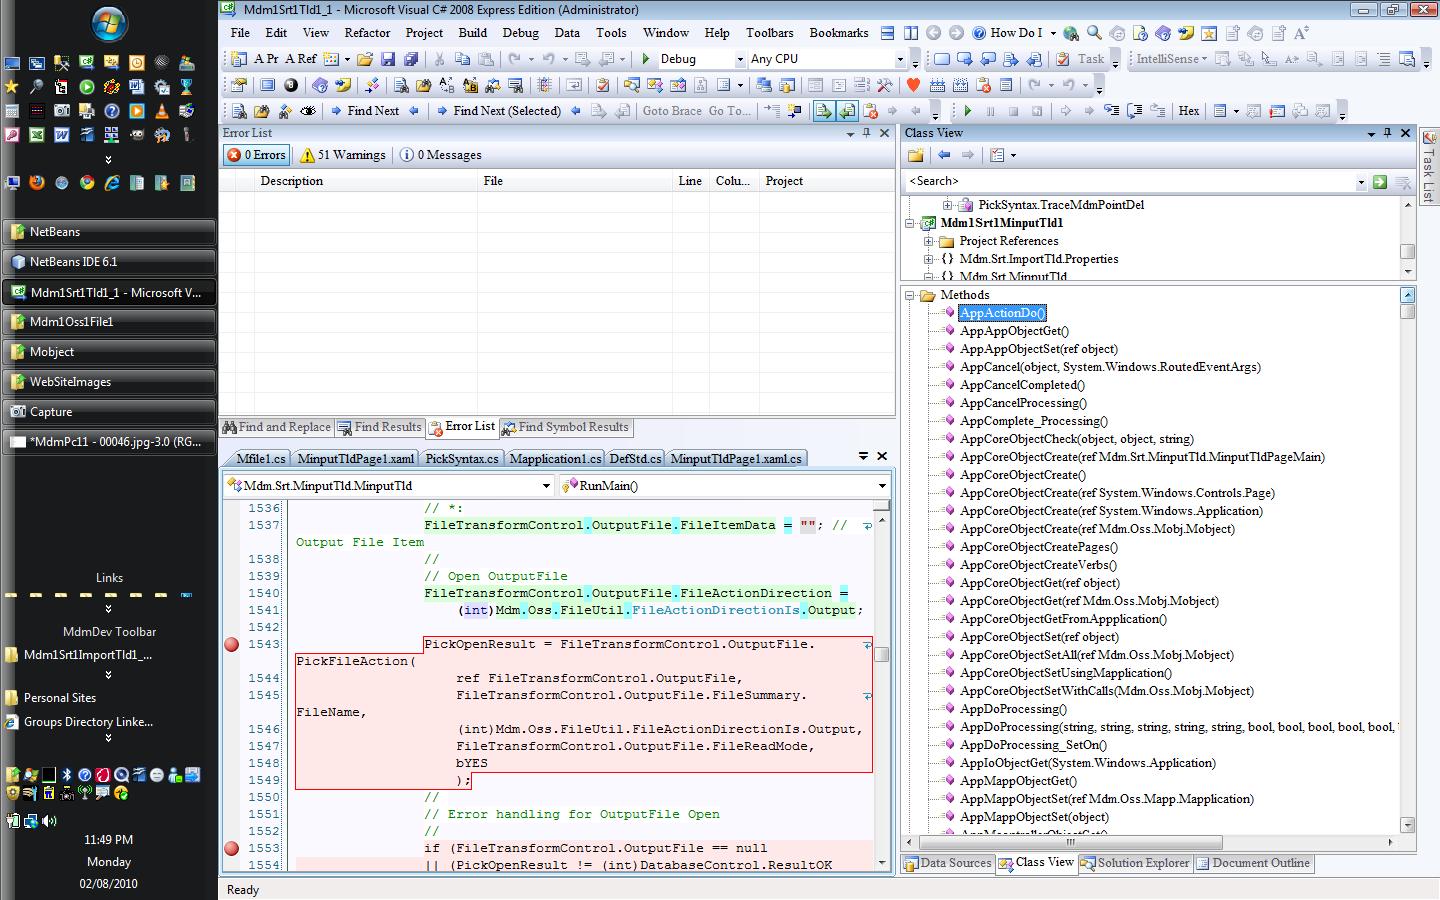 Mdm1Srt1Tld1_1 - Microsoft Visual C# 2008 Express Edition (Administrator)
File Edit View Refactor Project Build Debug Data Tools Window Help Toolbars Bookmarks How Do I
A Pr A Ref Debug Any CPU Task IntelliSense
Find Next Find Next (Selected) Goto Brace Go To... Hex
Error List
0 Errors 51 Warnings 0 Messages
Description File Line Colu... Project
Find and Replace Find Results Error List Find Symbol Results
Mfile1.cs MinputTldPage1.xaml PickSyntax.cs Mapplication1.cs DefStd.cs MinputTldPage1.xaml.cs
Mdm.Srt.MinputTld.MinputTld RunMain()
1536 // *:
1537 FileTransformControl.OutputFile.FileItemData = ""; //
Output File Item
1538 //
1539 // Open OutputFile
1540 FileTransformControl.OutputFile.FileActionDirection =
1541 (int)Mdm.Oss.FileUtil.FileActionDirectionIs.Output;
1542
1543 PickOpenResult = FileTransformControl.OutputFile.
PickFileAction(
1544 ref FileTransformControl.OutputFile,
1545 FileTransformControl.OutputFile.FileSummary.
FileName,
1546 (int)Mdm.Oss.FileUtil.FileActionDirectionIs.Output,
1547 FileTransformControl.OutputFile.FileReadMode,
1548 bYES
1549 );
1550 //
1551 // Error handling for OutputFile Open
1552 //
1553 if (FileTransformControl.OutputFile == null
1554 || (PickOpenResult != (int)DatabaseControl.ResultOK
Ready
Class View
<Search>
PickSyntax.TraceMdmPointDel
Mdm1Srt1MinputTld1
Project References
{} Mdm.Srt.ImportTld.Properties
{} Mdm.Srt.MinputTld
Methods
AppActionDo()
AppAppObjectGet()
AppAppObjectSet(ref object)
AppCancel(object, System.Windows.RoutedEventArgs)
AppCancelCompleted()
AppCancelProcessing()
AppComplete_Processing()
AppCoreObjectCheck(object, object, string)
AppCoreObjectCreate(ref Mdm.Srt.MinputTld.MinputTldPageMain)
AppCoreObjectCreate()
AppCoreObjectCreate(ref System.Windows.Controls.Page)
AppCoreObjectCreate(ref System.Windows.Application)
AppCoreObjectCreate(ref Mdm.Oss.Mobj.Mobject)
AppCoreObjectCreatePages()
AppCoreObjectCreateVerbs()
AppCoreObjectGet(ref object)
AppCoreObjectGet(ref Mdm.Oss.Mobj.Mobject)
AppCoreObjectGetFromAppplication()
AppCoreObjectSet(ref object)
AppCoreObjectSetAll(ref Mdm.Oss.Mobj.Mobject)
AppCoreObjectSetUsingMapplication()
AppCoreObjectSetWithCalls(Mdm.Oss.Mobj.Mobject)
AppDoProcessing()
AppDoProcessing(string, string, string, string, string, bool, bool, bool, bool, bool,
AppDoProcessing_SetOn()
AppIoObjectGet(System.Windows.Application)
AppMappObjectGet()
AppMappObjectSet(ref Mdm.Oss.Mapp.Mapplication)
AppMappObjectSet(object)
Data Sources Class View Solution Explorer Document Outline
Task List
NetBeans
NetBeans IDE 6.1
Mdm1Srt1Tld1_1 - Microsoft V...
Mdm1Oss1File1
Mobject
WebSiteImages
Capture
*MdmPc11 - 00046.jpg-3.0 (RG...
Links
MdmDev Toolbar
Mdm1Srt1ImportTld1_...
Personal Sites
Groups Directory Linke...
11:49 PM
Monday
02/08/2010